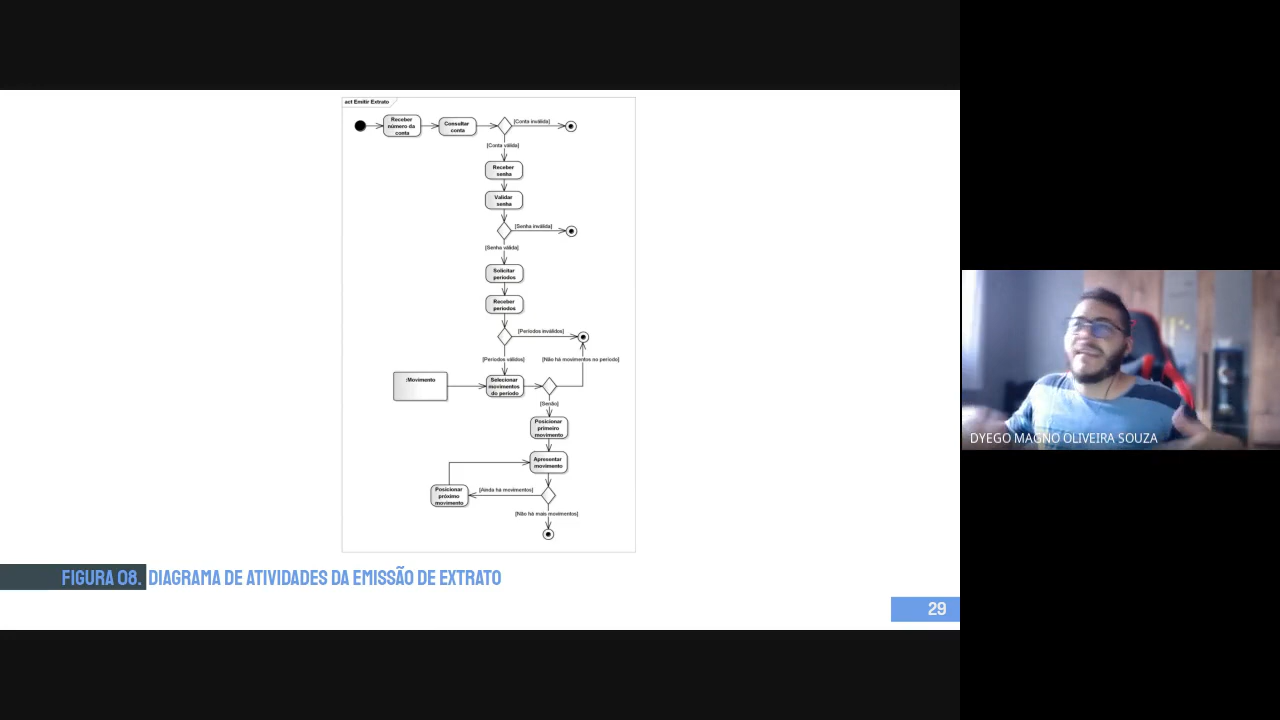 act Emitir Extrato
Receber
número da
conta
Consultar
conta
[Conta inválida]
[Conta válida]
Receber
senha
Validar
senha
[Senha inválida]
[Senha válida]
Solicitar
períodos
Receber
períodos
[Períodos inválidos]
[Períodos válidos]
[Não há movimentos no período]
:Movimento
Selecionar
movimentos
do período
[Senão]
Posicionar
primeiro
movimento
Apresentar
movimento
Posicionar
próximo
movimento
[Ainda há movimentos]
[Não há mais movimentos]
FIGURA 08. DIAGRAMA DE ATIVIDADES DA EMISSÃO DE EXTRATO
29
DYEGO MAGNO OLIVEIRA SOUZA